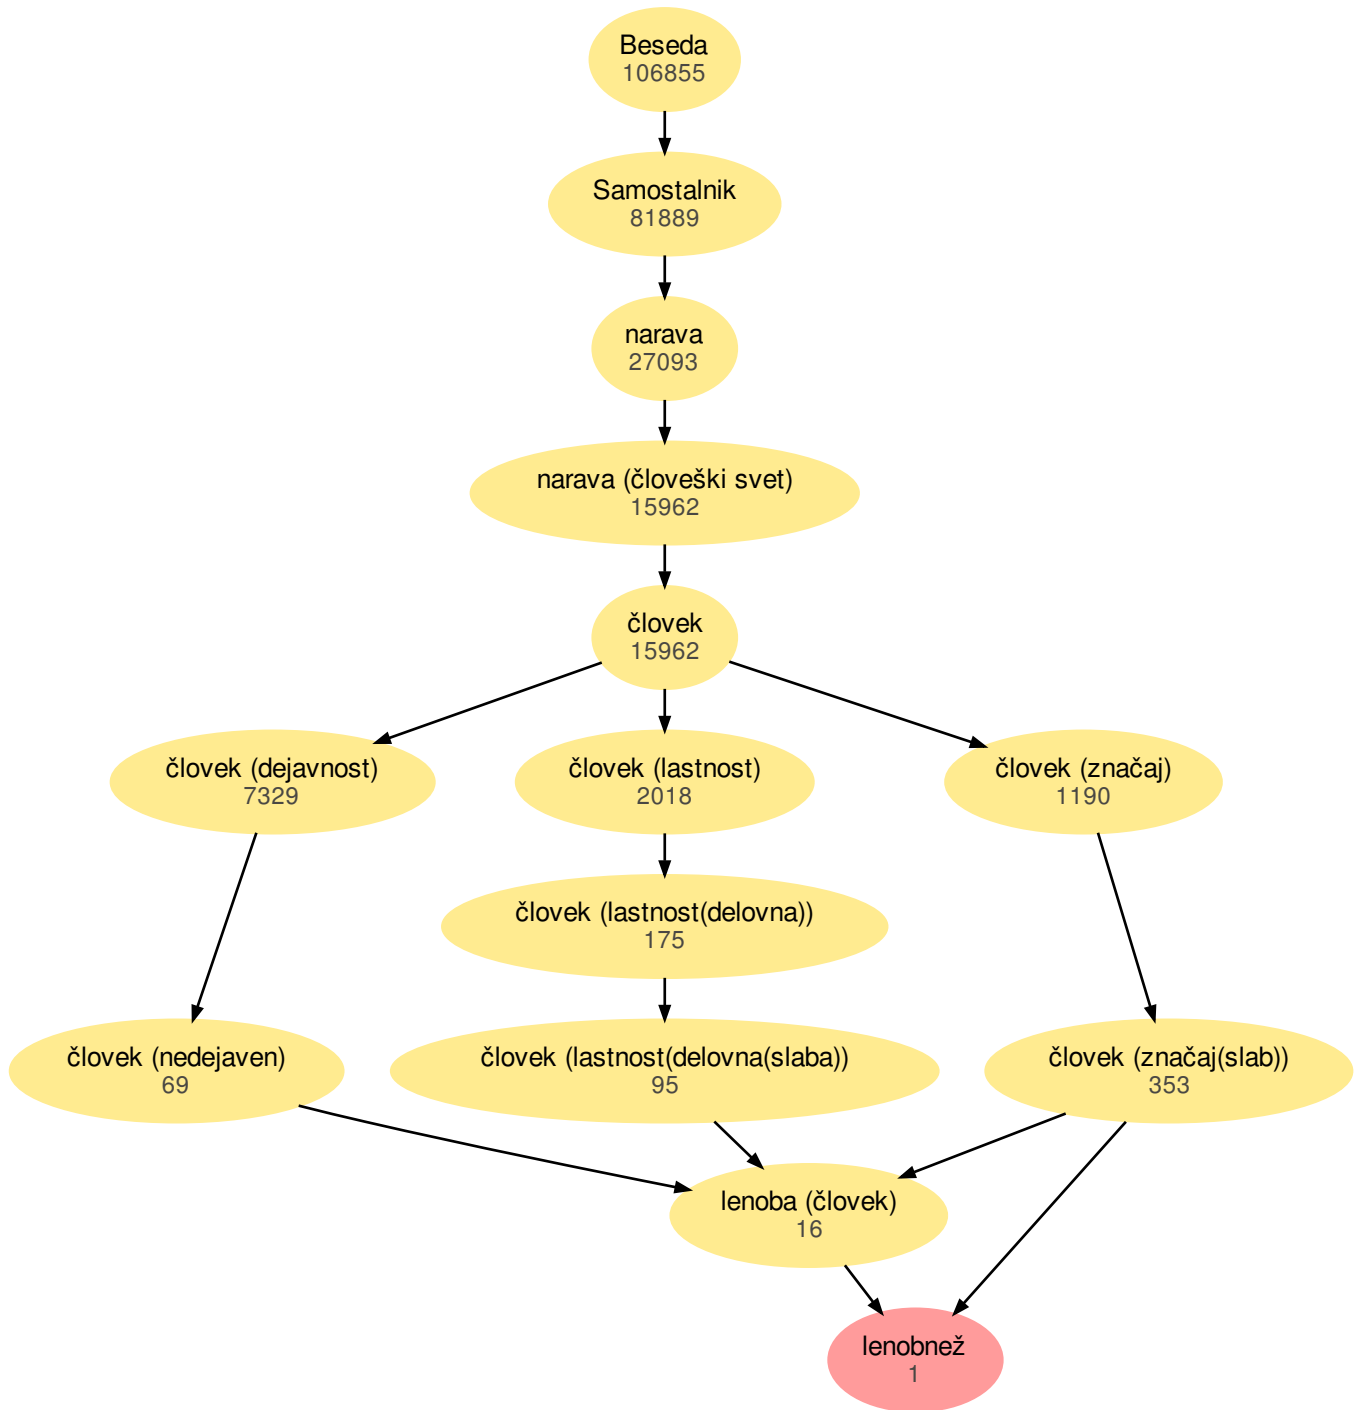 Beseda
106855
Samostalnik
81889
narava
27093
narava (človeški svet)
15962
človek
15962
človek (dejavnost)
7329
človek (lastnost)
2018
človek (značaj)
1190
človek (lastnost(delovna))
175
človek (nedejaven)
69
človek (lastnost(delovna(slaba))
95
človek (značaj(slab))
353
lenoba (človek)
16
lenobnež
1